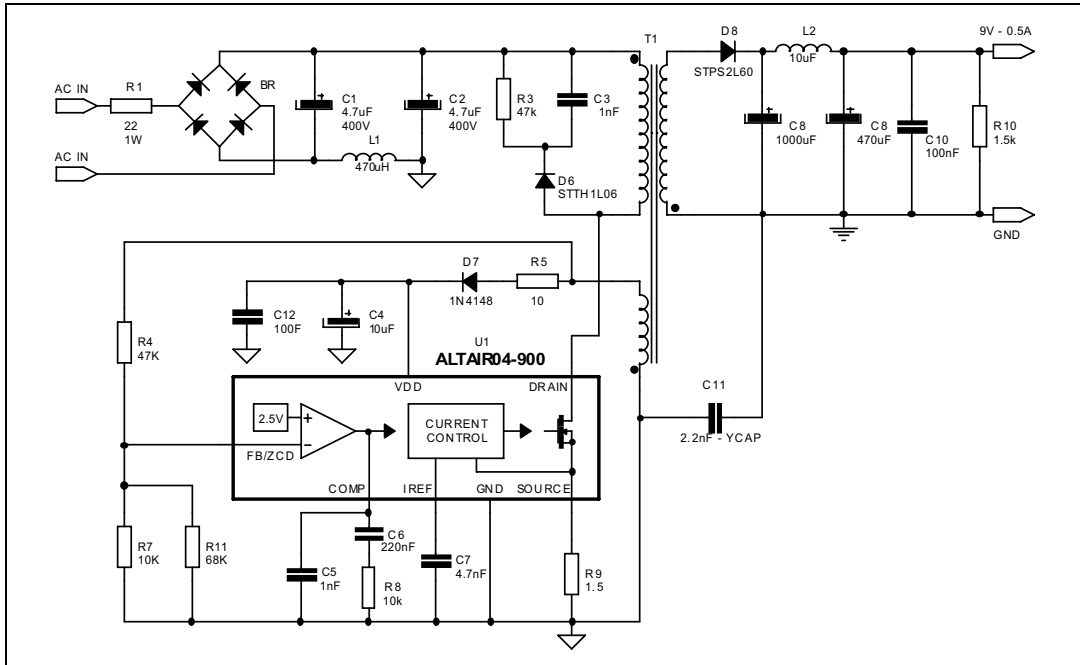 AC IN
R1
22
1W
AC IN
BR
C1
4.7uF
400V
L1
470uH
C2
4.7uF
400V
R3
47k
C3
1nF
D6
STTH1L06
T1
D8
STPS2L60
L2
10uF
9V - 0.5A
C8
1000uF
C8
470uF
C10
100nF
R10
1.5k
GND
R4
47K
C12
100F
C4
10uF
D7
1N4148
R5
10
U1
ALTAIR04-900
VDD
DRAIN
2.5V
+
−
FB/ZCD
CURRENT
CONTROL
COMP
IREF
GND
SOURCE
C11
2.2nF - YCAP
R7
10K
R11
68K
C5
1nF
C6
220nF
R8
10k
C7
4.7nF
R9
1.5